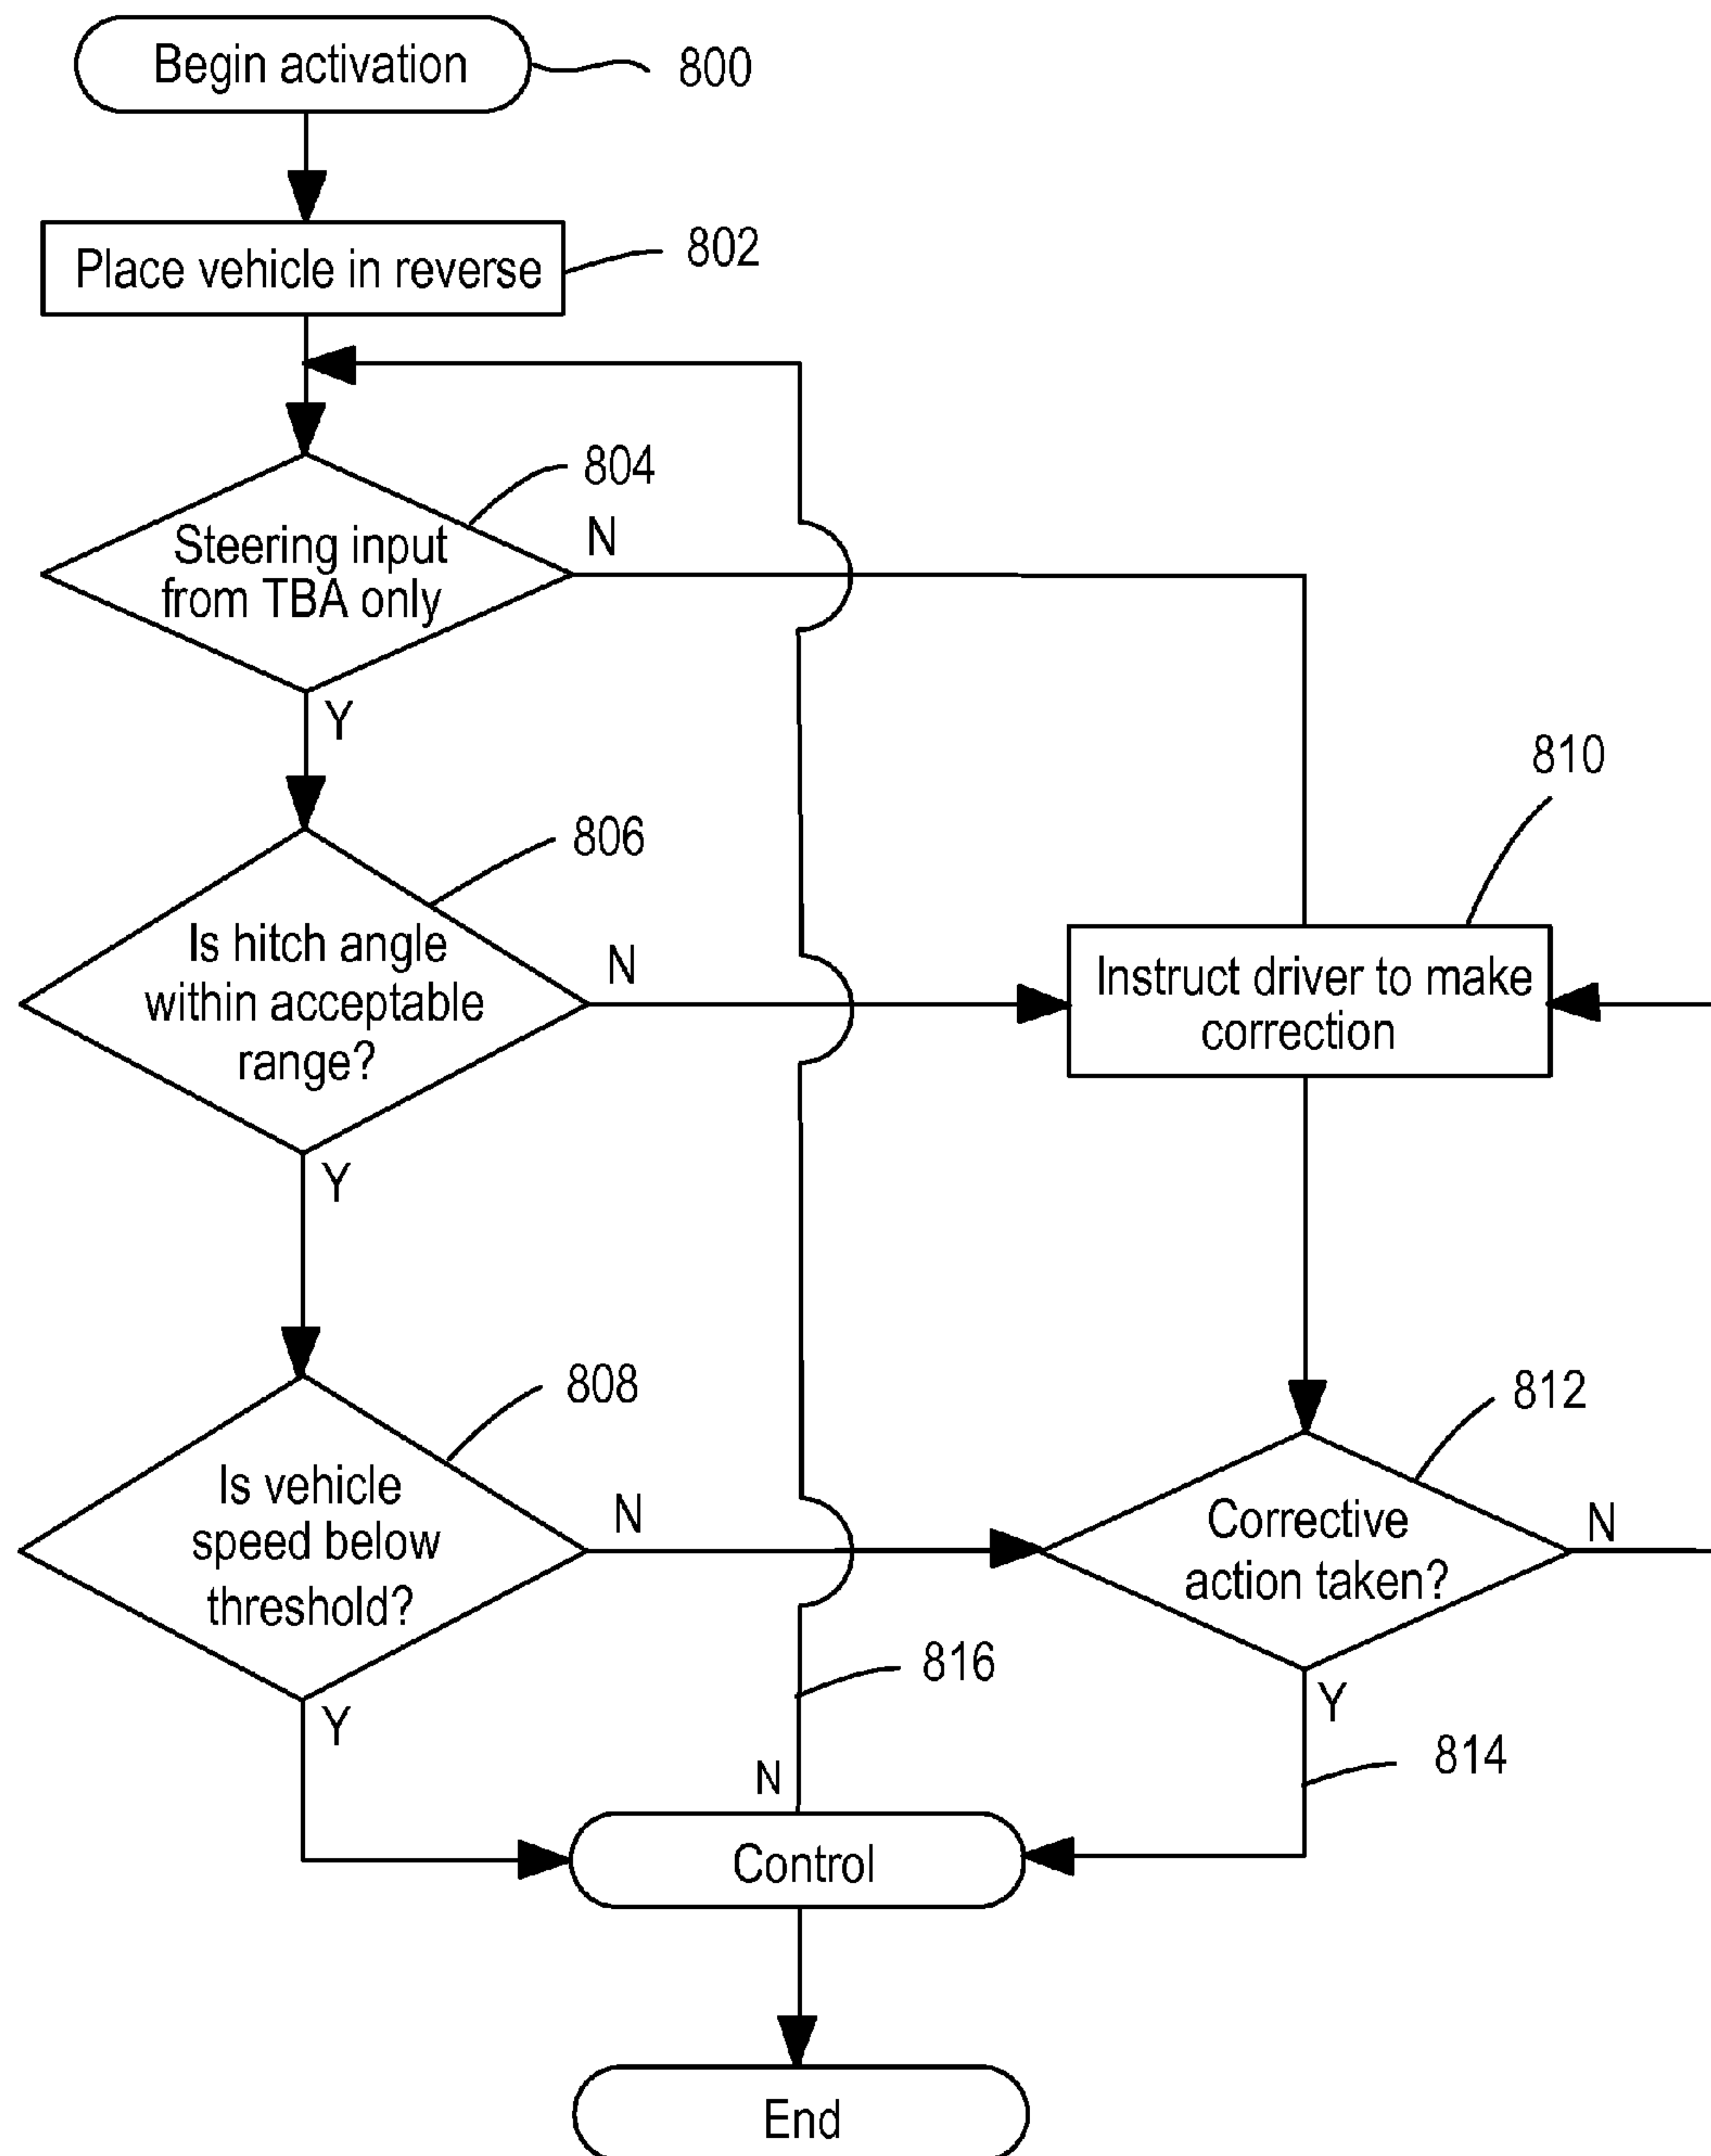 Begin activation
800
Place vehicle in reverse
802
804
Steering input
from TBA only
N
Y
806
Is hitch angle
within acceptable
range?
N
Y
810
Instruct driver to make
correction
808
Is vehicle
speed below
threshold?
N
Y
812
Corrective
action taken?
N
Y
816
814
N
Control
End